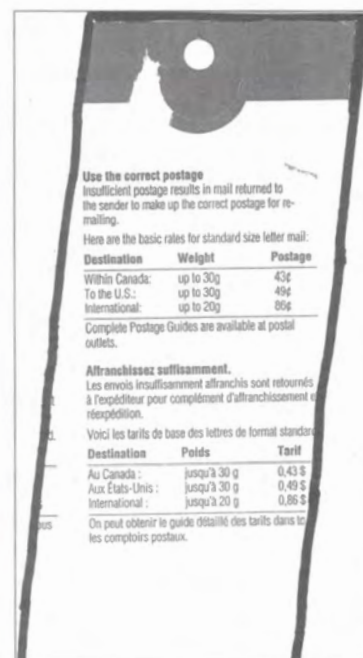 Use the correct postage
Insufficient postage results in mail returned to
the sender to make up the correct postage for re-
mailing.
Here are the basic rates for standard size letter mail:
Destination Weight Postage
Within Canada: up to 30g 43¢
To the U.S.: up to 30g 49¢
International: up to 20g 86¢
Complete Postage Guides are available at postal
outlets.
Affranchissez suffisamment.
Les envois insuffisamment affranchis sont retournés
à l'expéditeur pour complément d'affranchissement e
réexpédition.
Voici les tarifs de base des lettres de format standar
Destination Poids Tarif
Au Canada : jusqu'à 30 g 0,43 $
Aux États-Unis : jusqu'à 30 g 0,49 $
International : jusqu'à 20 g 0,86 $
On peut obtenir le guide détaillé des tarifs dans
les comptoirs postaux.